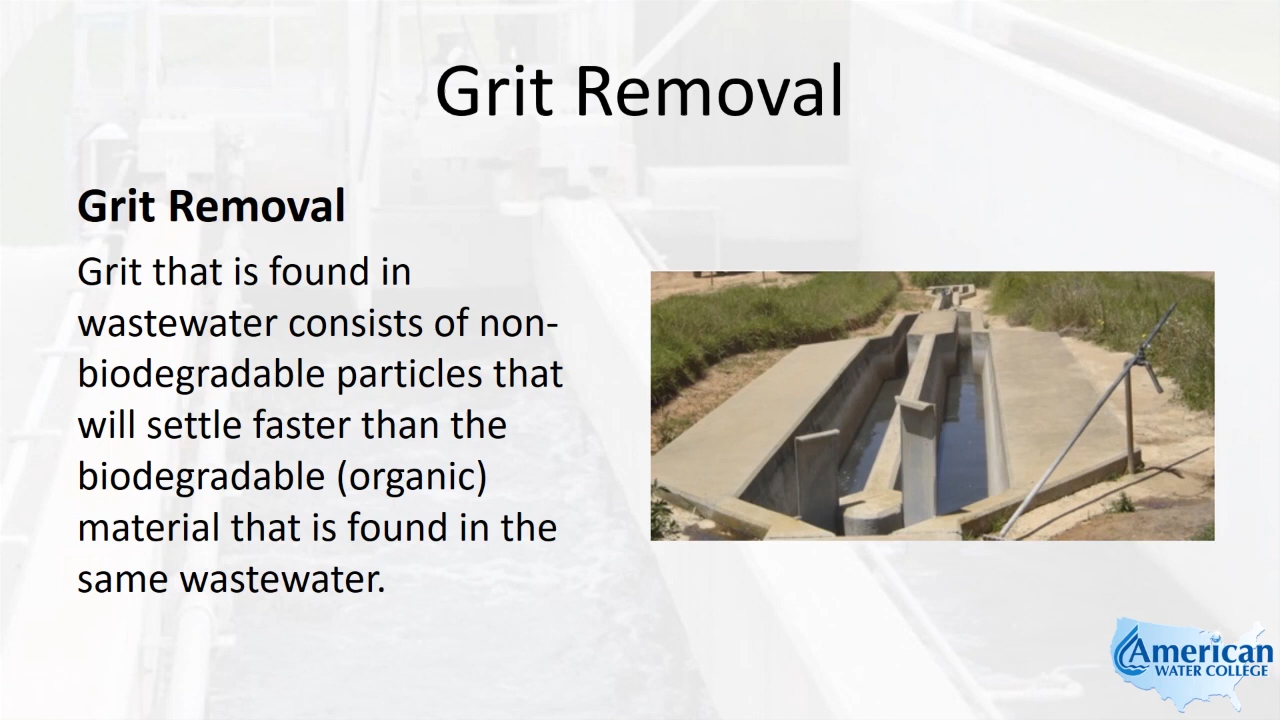 Grit Removal
Grit Removal
Grit that is found in
wastewater consists of non-
biodegradable particles that
will settle faster than the
biodegradable (organic)
material that is found in the
same wastewater.
American
WATER COLLEGE